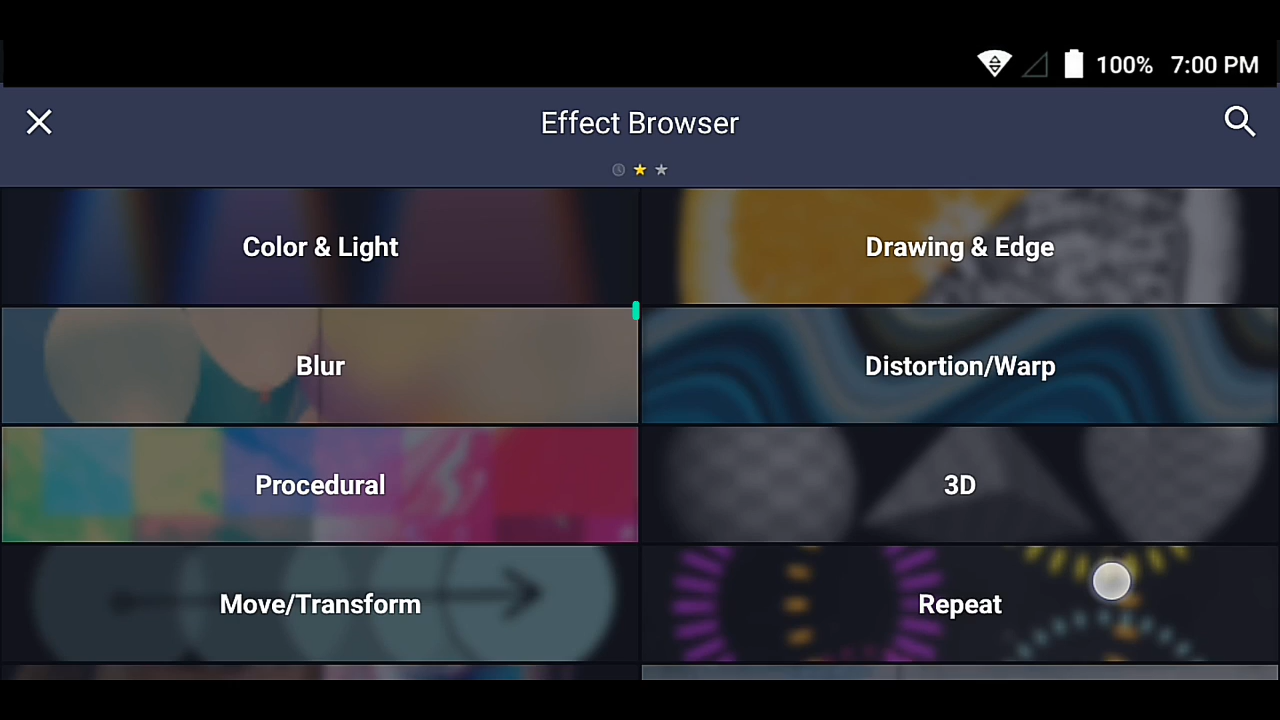 100% 7:00 PM
Effect Browser
Color & Light
Drawing & Edge
Blur
Distortion/Warp
Procedural
3D
Move/Transform
Repeat